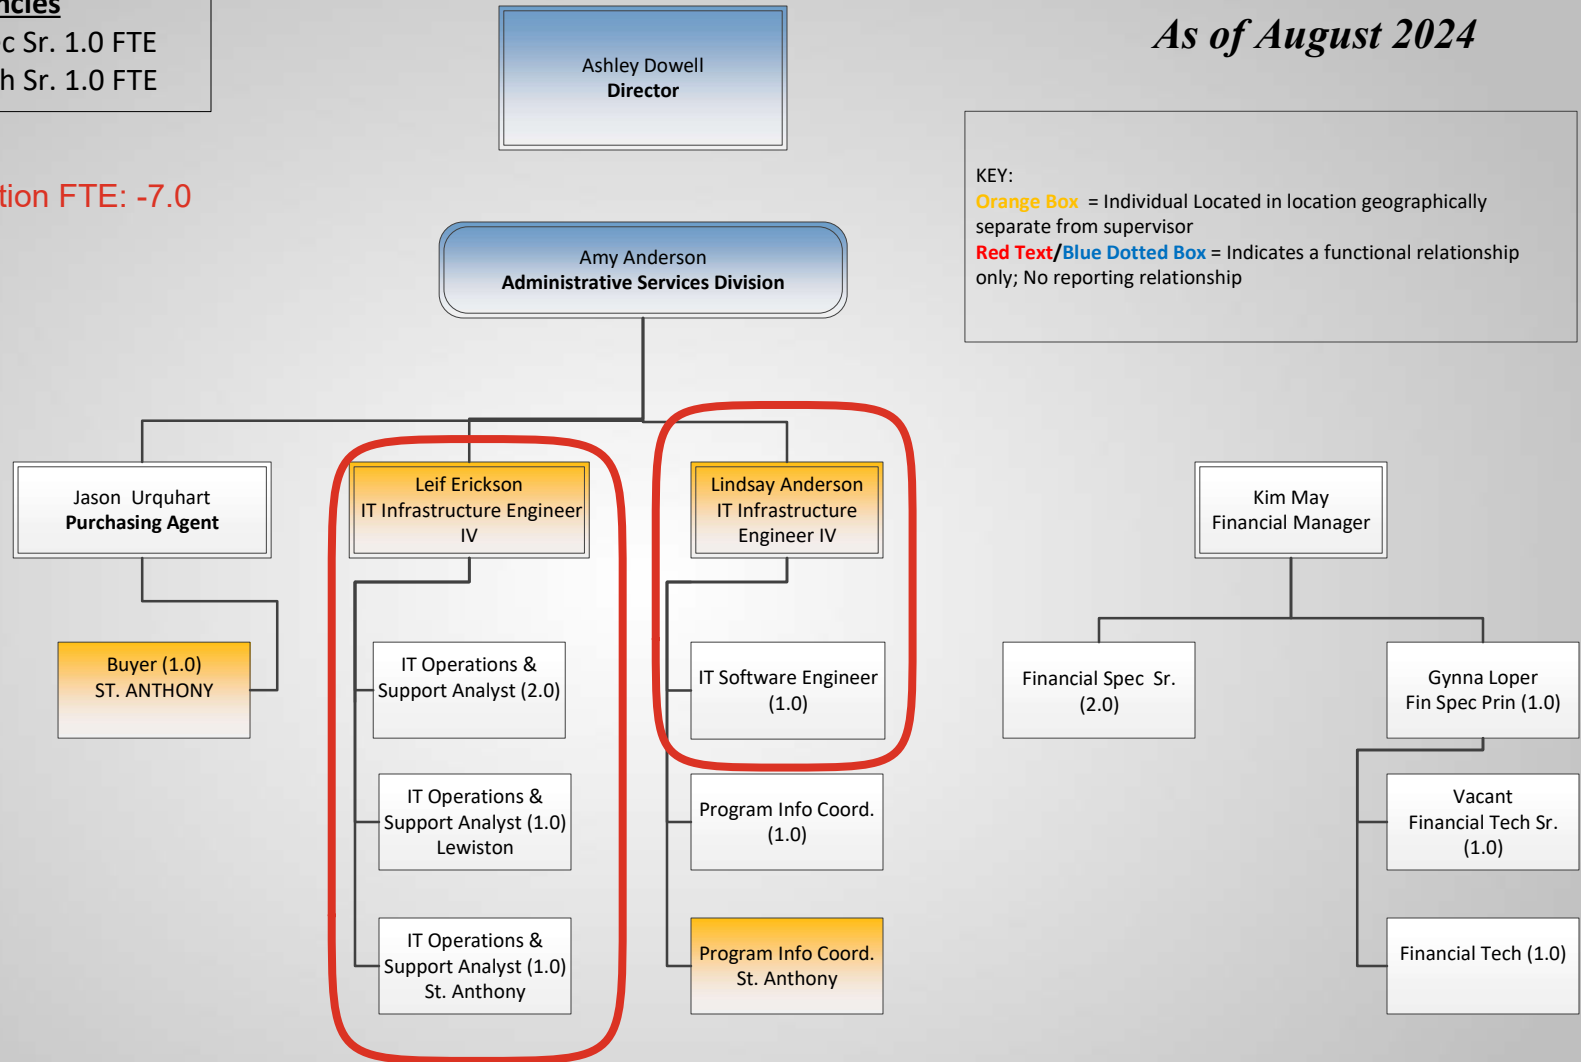 Sr. 1.0 FTE
Sr. 1.0 FTE
FTE: -7.0
As of August 2024
Ashley Dowell
Director
KEY:
Orange Box = Individual Located in location geographically
separate from supervisor
Red Text/Blue Dotted Box = Indicates a functional relationship
only; No reporting relationship
Amy Anderson
Administrative Services Division
Jason Urquhart
Purchasing Agent
Leif Erickson
IT Infrastructure Engineer
IV
Lindsay Anderson
IT Infrastructure
Engineer IV
Kim May
Financial Manager
Buyer (1.0)
ST. ANTHONY
IT Operations &
Support Analyst (2.0)
IT Software Engineer
(1.0)
Financial Spec Sr.
(2.0)
Gynna Loper
Fin Spec Prin (1.0)
IT Operations &
Support Analyst (1.0)
Lewiston
Program Info Coord.
(1.0)
Vacant
Financial Tech Sr.
(1.0)
IT Operations &
Support Analyst (1.0)
St. Anthony
Program Info Coord.
St. Anthony
Financial Tech (1.0)